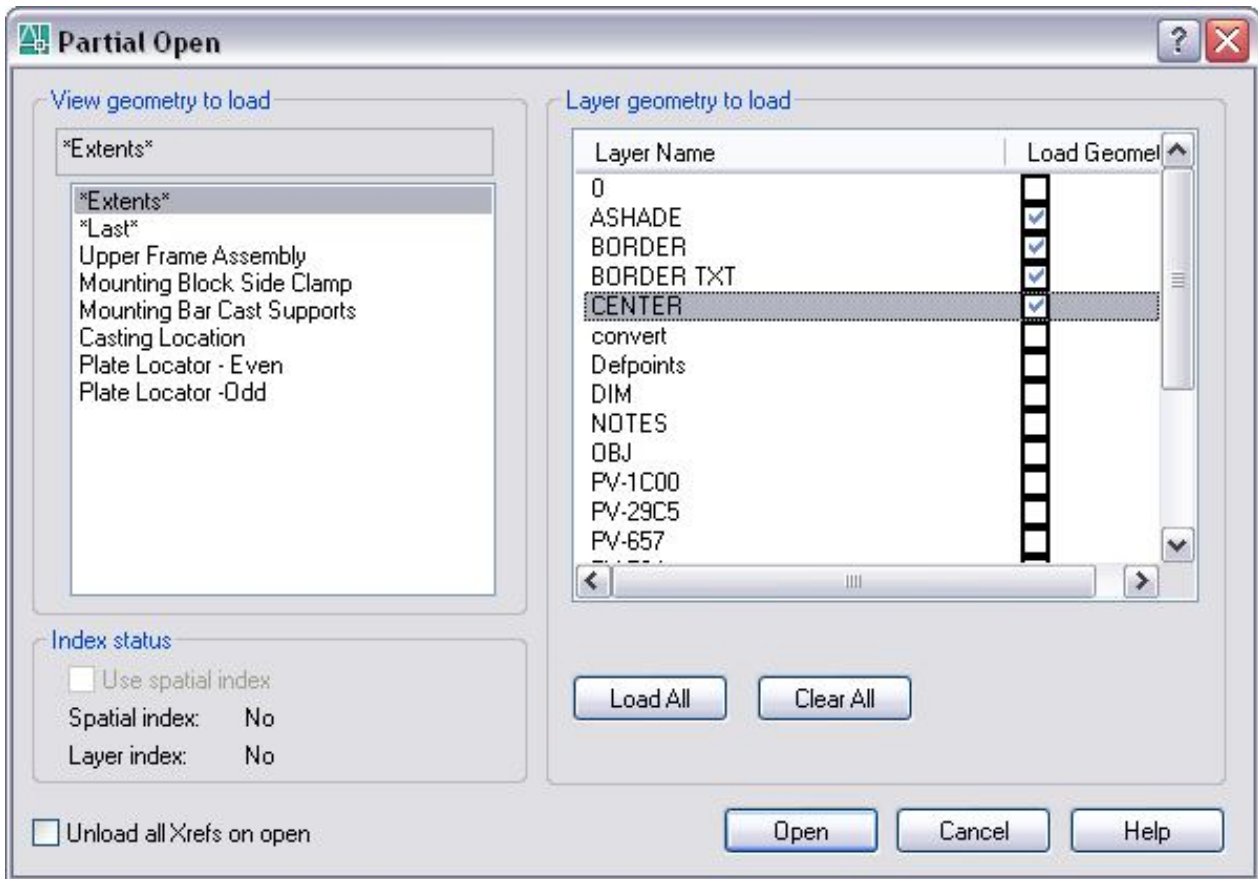 Partial Open
View geometry to load
*Extents*
*Extents*
*Last*
Upper Frame Assembly
Mounting Block Side Clamp
Mounting Bar Cast Supports
Casting Location
Plate Locator - Even
Plate Locator -Odd
Index status
Use spatial index
Spatial index: No
Layer index: No
Unload all Xrefs on open
Layer geometry to load
Layer Name Load Geomet
0
ASHADE
BORDER
BORDER TXT
CENTER
convert
Defpoints
DIM
NOTES
OBJ
PV-1C00
PV-29C5
PV-657
Load All Clear All
Open Cancel Help